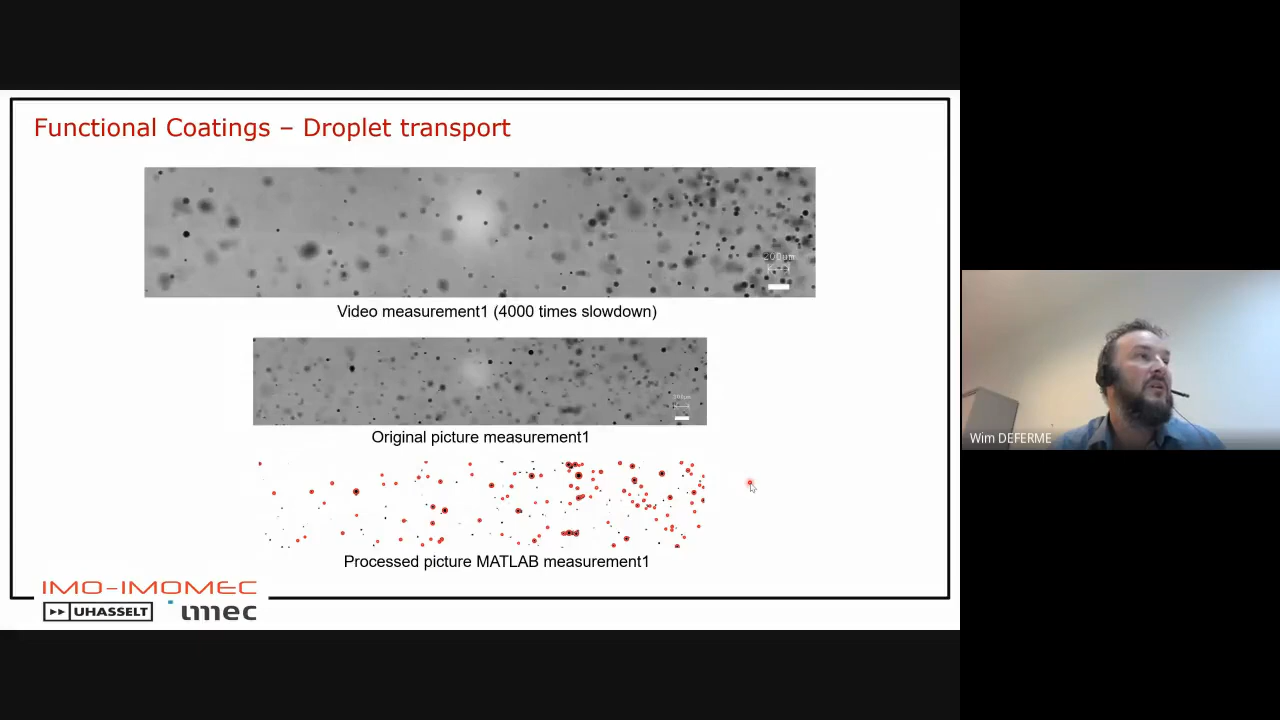 Functional Coatings – Droplet transport
200µm
Video measurement1 (4000 times slowdown)
Original picture measurement1
Processed picture MATLAB measurement1
IMO-IMOMEC
UHASSELT
imec
Wim DEFERME